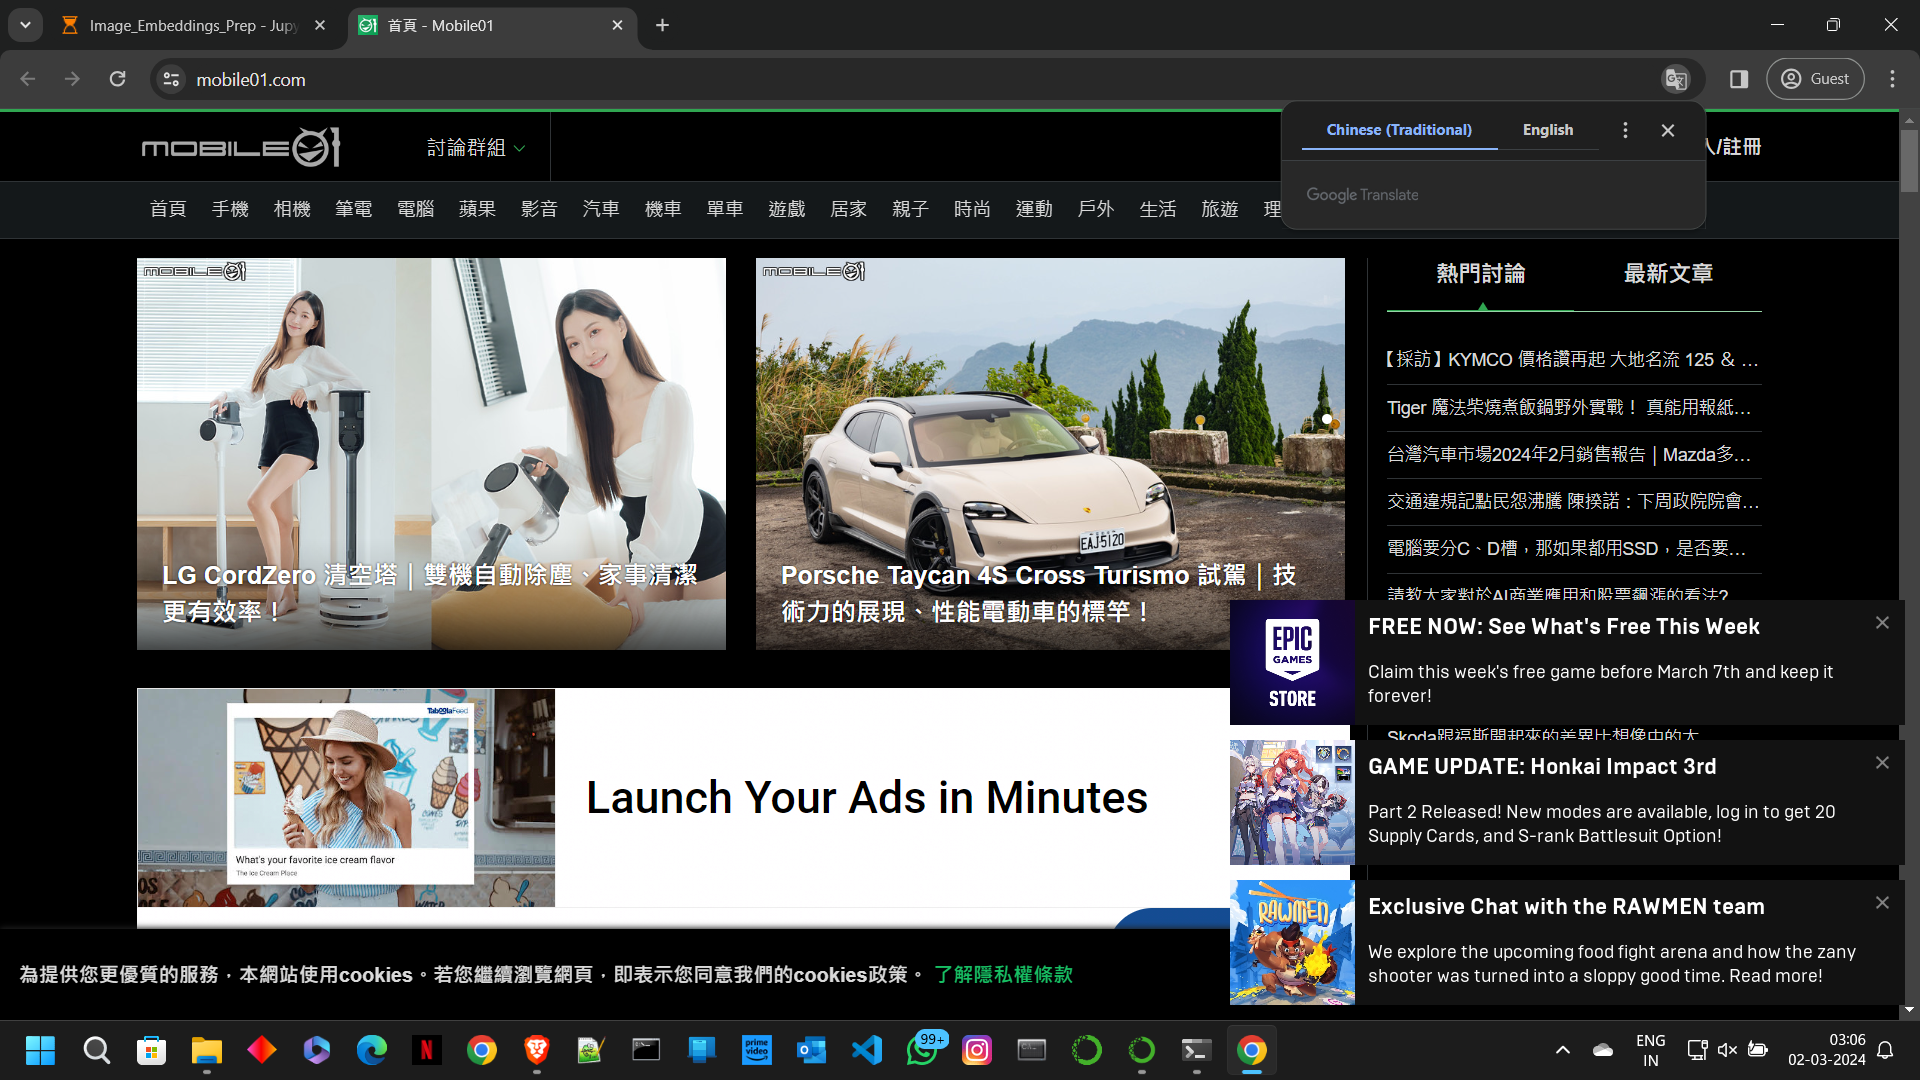 Image_Embeddings_Prep - Jupy
首頁 - Mobile01
mobile01.com
Guest
MOBILE01
討論群組
Chinese (Traditional)
English
Google Translate
/註冊
首頁 手機 相機 筆電 電腦 蘋果 影音 汽車 機車 單車 遊戲 居家 親子 時尚 運動 戶外 生活 旅遊 理
MOBILE01
LG CordZero 清空塔｜雙機自動除塵、家事清潔
更有效率！
MOBILE01
EAJ5120
Porsche Taycan 4S Cross Turismo 試駕｜技
術力的展現、性能電動車的標竿！
熱門討論
最新文章
【採訪】KYMCO 價格讚再起 大地名流 125 & ...
Tiger 魔法柴燒煮飯鍋野外實戰！ 真能用報紙...
台灣汽車市場2024年2月銷售報告｜Mazda多...
交通違規記點民怨沸騰 陳揆諾：下周政院院會...
電腦要分C、D槽，那如果都用SSD，是否要...
請教大家對於AI商業應用和股票飆漲的看法?
Skoda跟福斯開起來的差異比想像中的大
Taboola Feed
What's your favorite ice cream flavor
The Ice Cream Place
Launch Your Ads in Minutes
EPIC
GAMES
STORE
FREE NOW: See What's Free This Week
Claim this week's free game before March 7th and keep it
forever!
GAME UPDATE: Honkai Impact 3rd
Part 2 Released! New modes are available, log in to get 20
Supply Cards, and S-rank Battlesuit Option!
RAWMEN
Exclusive Chat with the RAWMEN team
We explore the upcoming food fight arena and how the zany
shooter was turned into a sloppy good time. Read more!
為提供您更優質的服務，本網站使用cookies。若您繼續瀏覽網頁，即表示您同意我們的cookies政策。 了解隱私權條款
prime
video
99+
ENG
IN
03:06
02-03-2024